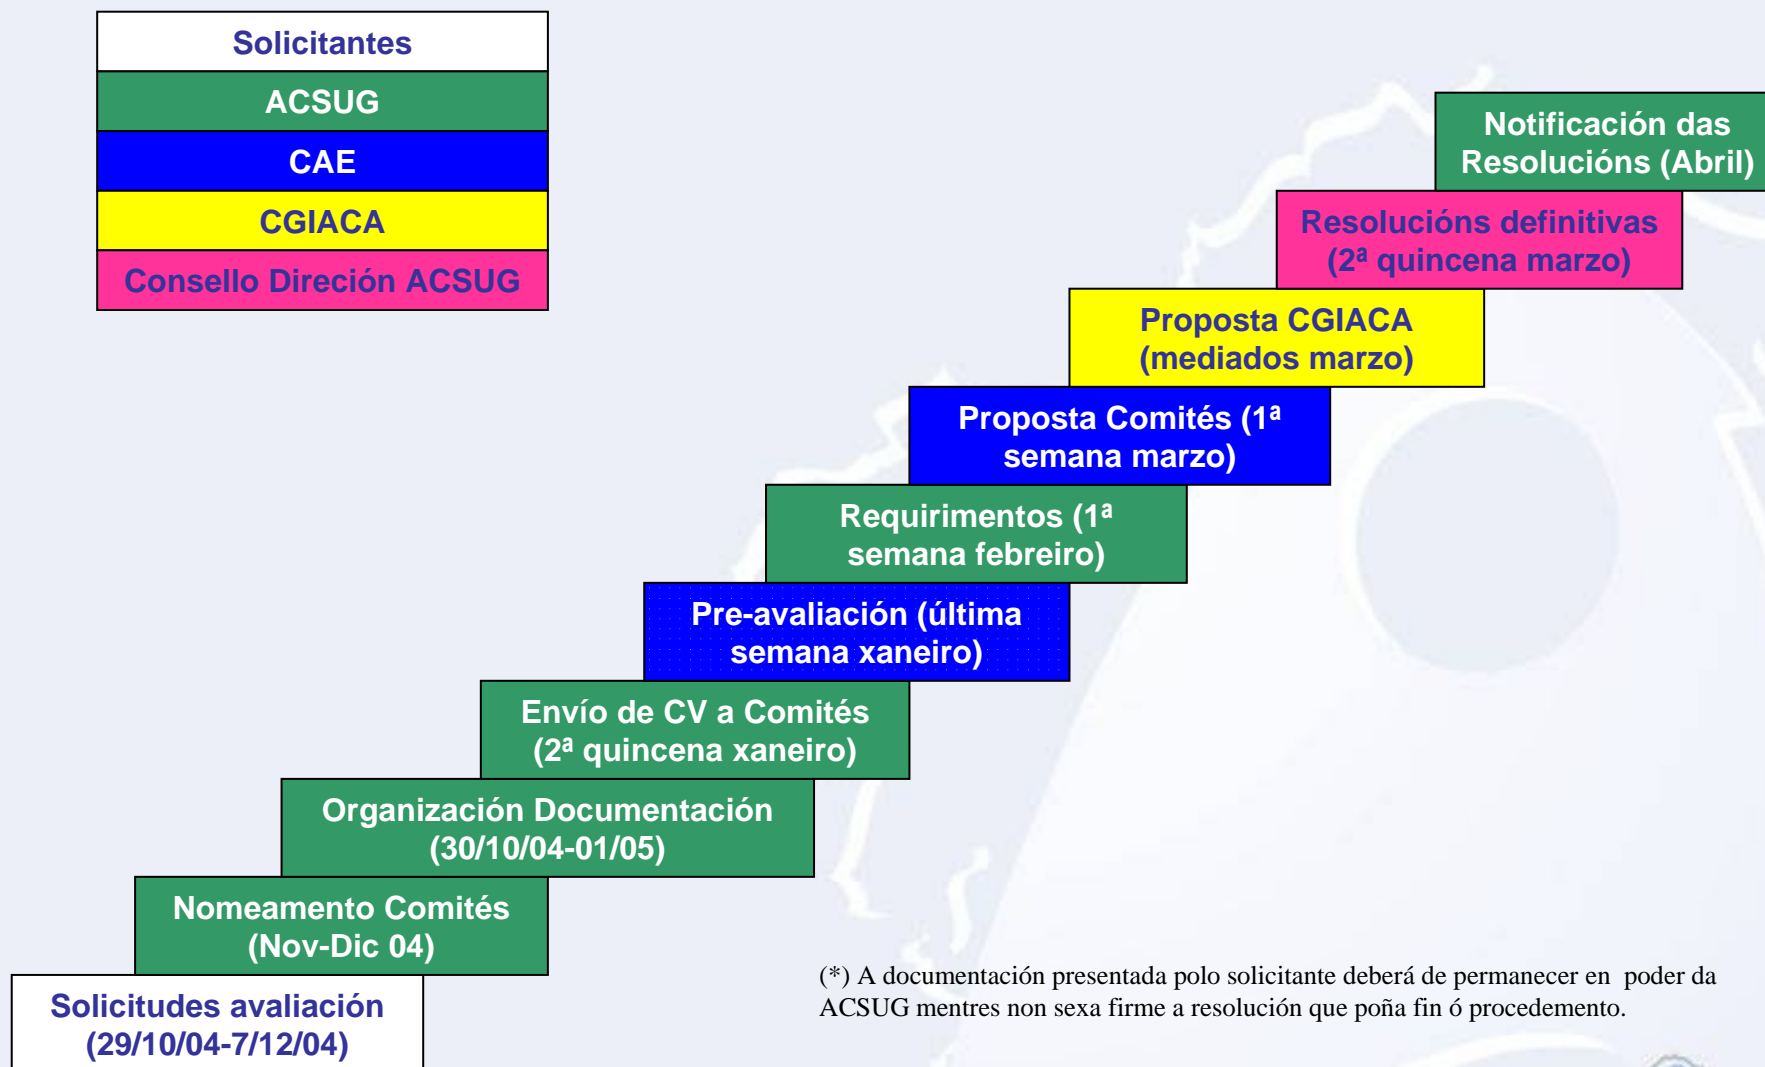 Solicitantes
ACSUG
CAE
CGIACA
Consello Direción ACSUG
Notificación das
Resolucións (Abril)
Resolucións definitivas
(2ª quincena marzo)
Proposta CGIACA
(mediados marzo)
Proposta Comités (1ª
semana marzo)
Requirimentos (1ª
semana febreiro)
Pre-avaliación (última
semana xaneiro)
Envío de CV a Comités
(2ª quincena xaneiro)
Organización Documentación
(30/10/04-01/05)
Nomeamento Comités
(Nov-Dic 04)
Solicitudes avaliación
(29/10/04-7/12/04)
(*) A documentación presentada polo solicitante deberá de permanecer en poder da
ACSUG mentres non sexa firme a resolución que poña fin ó procedemento.